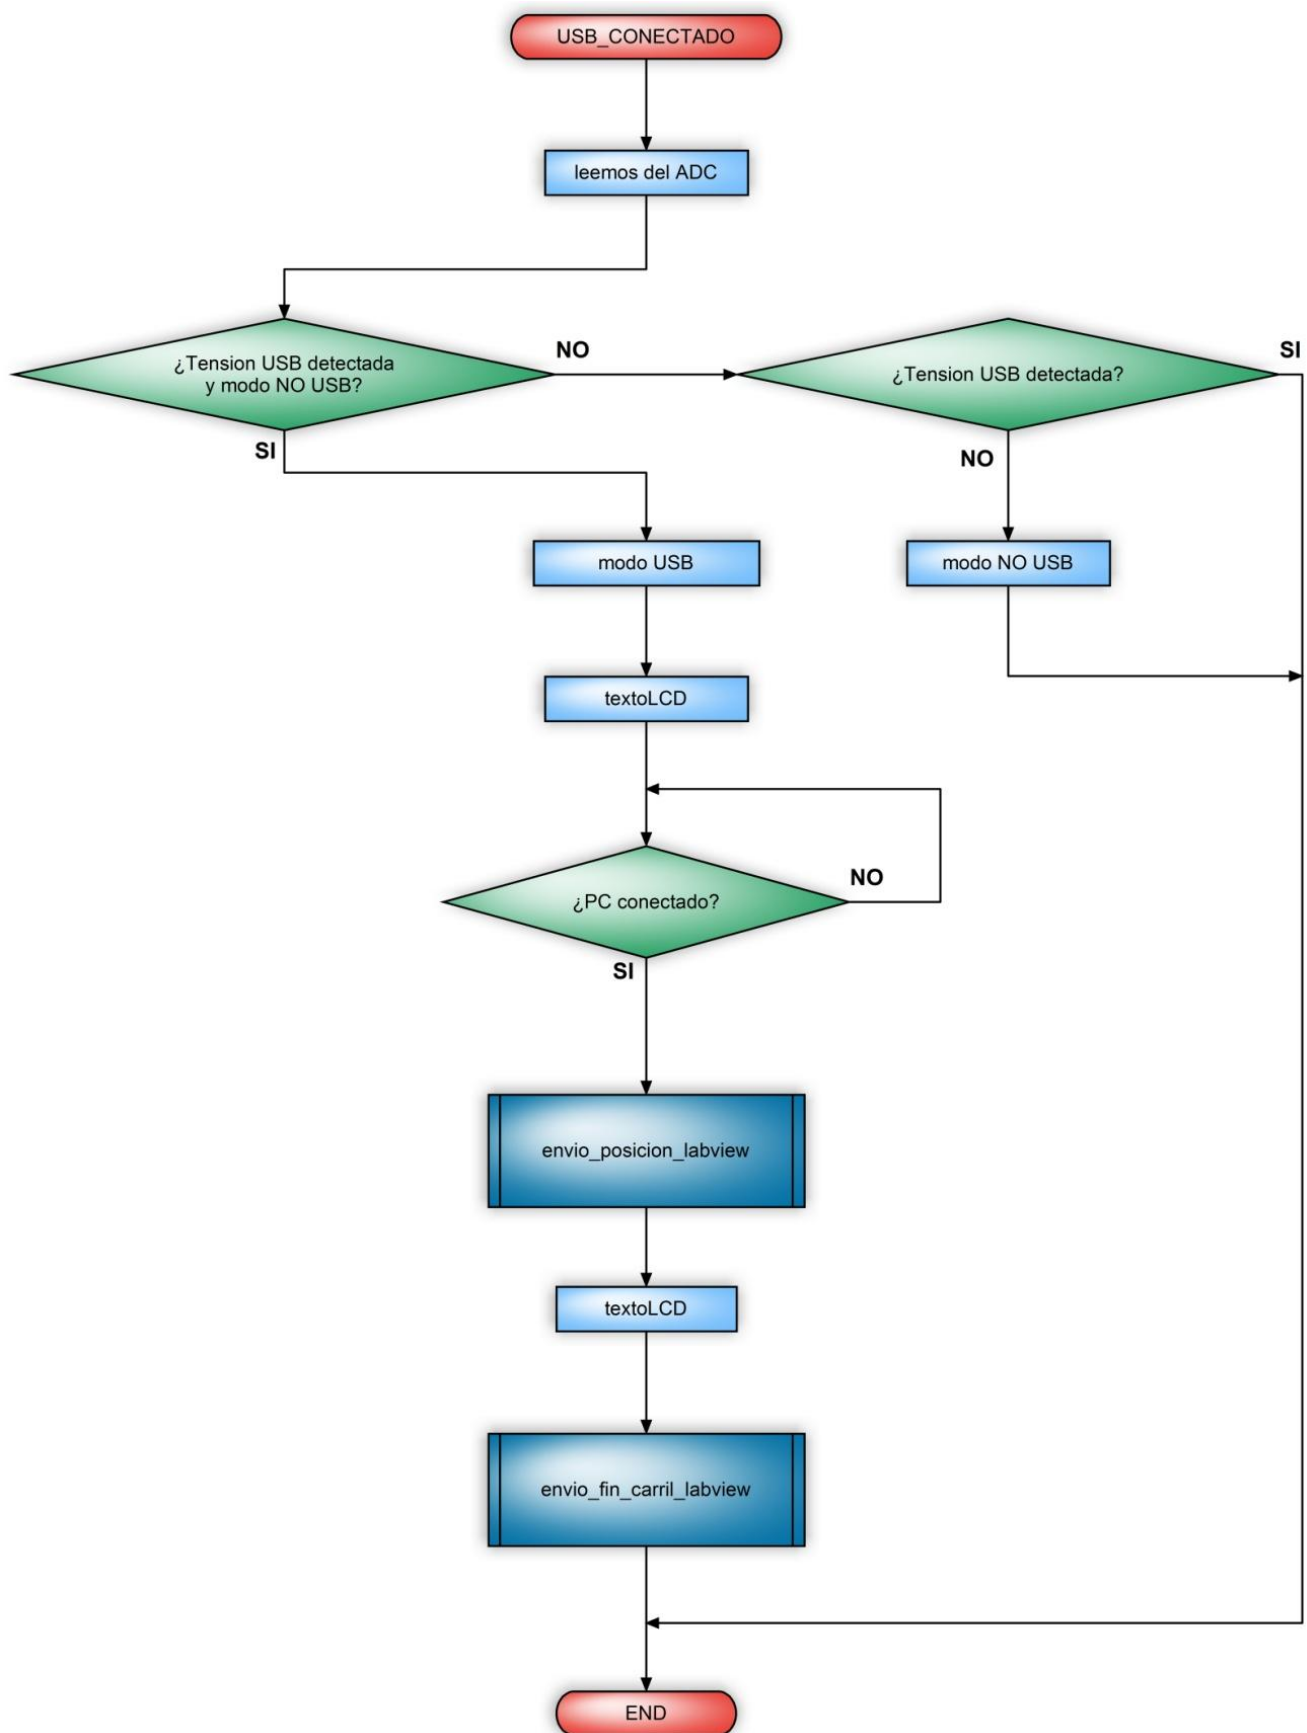 USB_CONECTADO
leemos del ADC
¿Tension USB detectada
y modo NO USB?
NO
¿Tension USB detectada?
SI
SI
NO
modo USB
modo NO USB
textoLCD
¿PC conectado?
NO
SI
envio_posicion_labview
textoLCD
envio_fin_carril_labview
END